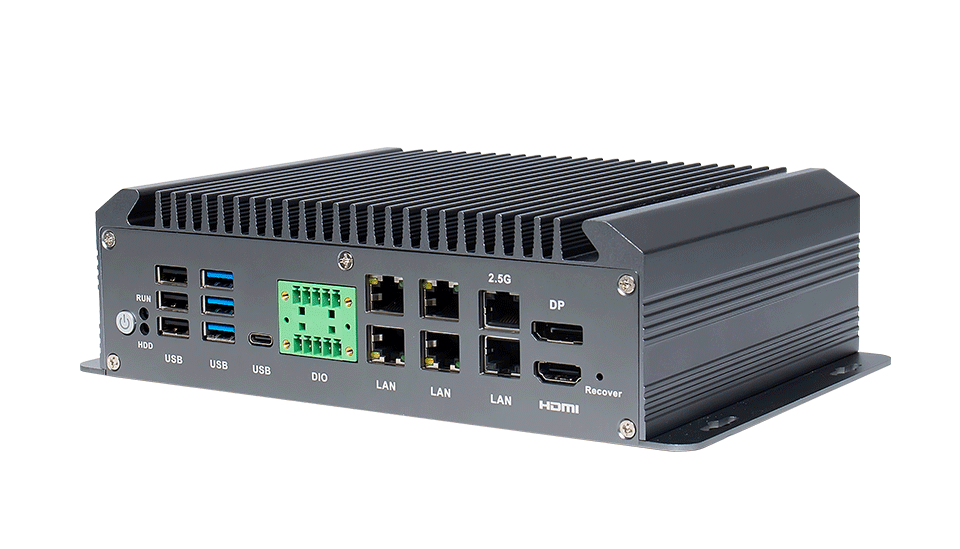 2.5G
RUN
DP
HDD
USB
USB
USB
DIO
LAN
LAN
LAN
HDMI
Recover